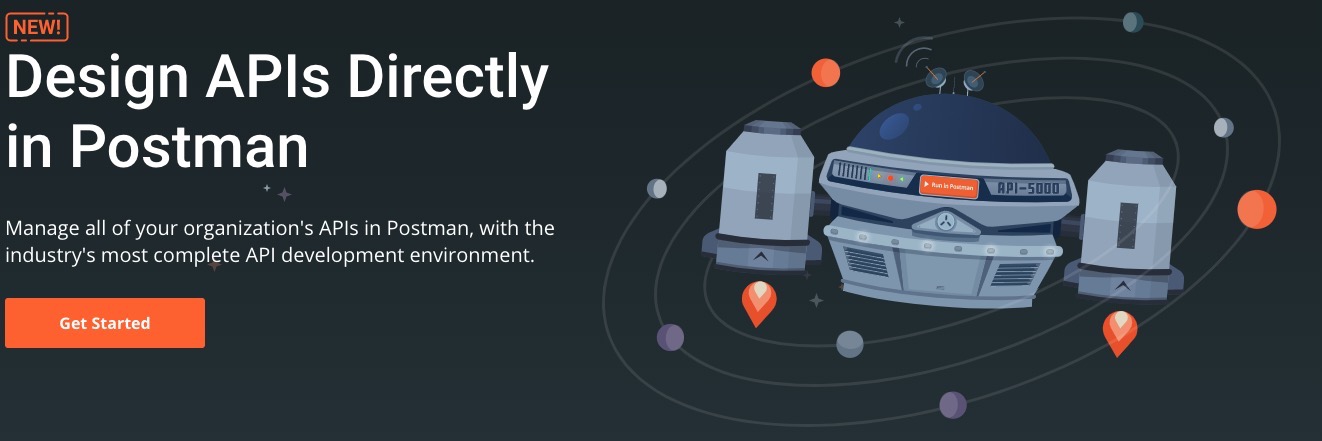 NEW!
Design APIs Directly
in Postman
Manage all of your organization's APIs in Postman, with the
industry's most complete API development environment.
Get Started
Run in Postman
API-5000